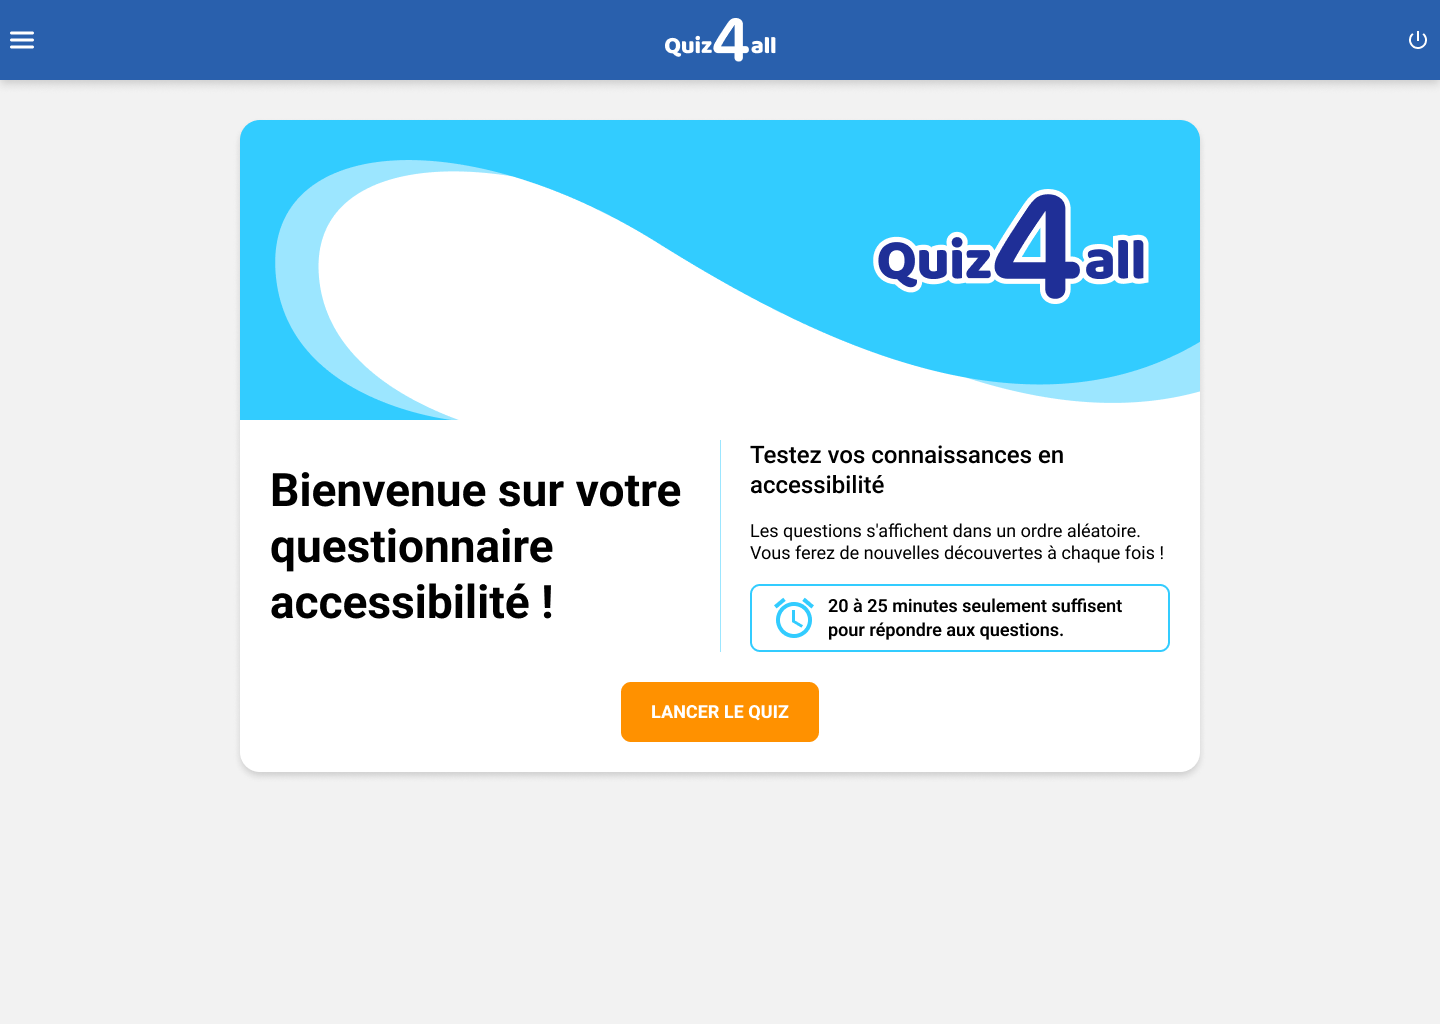 Quiz4all
Quiz4all
Bienvenue sur votre
questionnaire
accessibilité !
Testez vos connaissances en
accessibilité
Les questions s'affichent dans un ordre aléatoire.
Vous ferez de nouvelles découvertes à chaque fois !
20 à 25 minutes seulement suffisent
pour répondre aux questions.
LANCER LE QUIZ